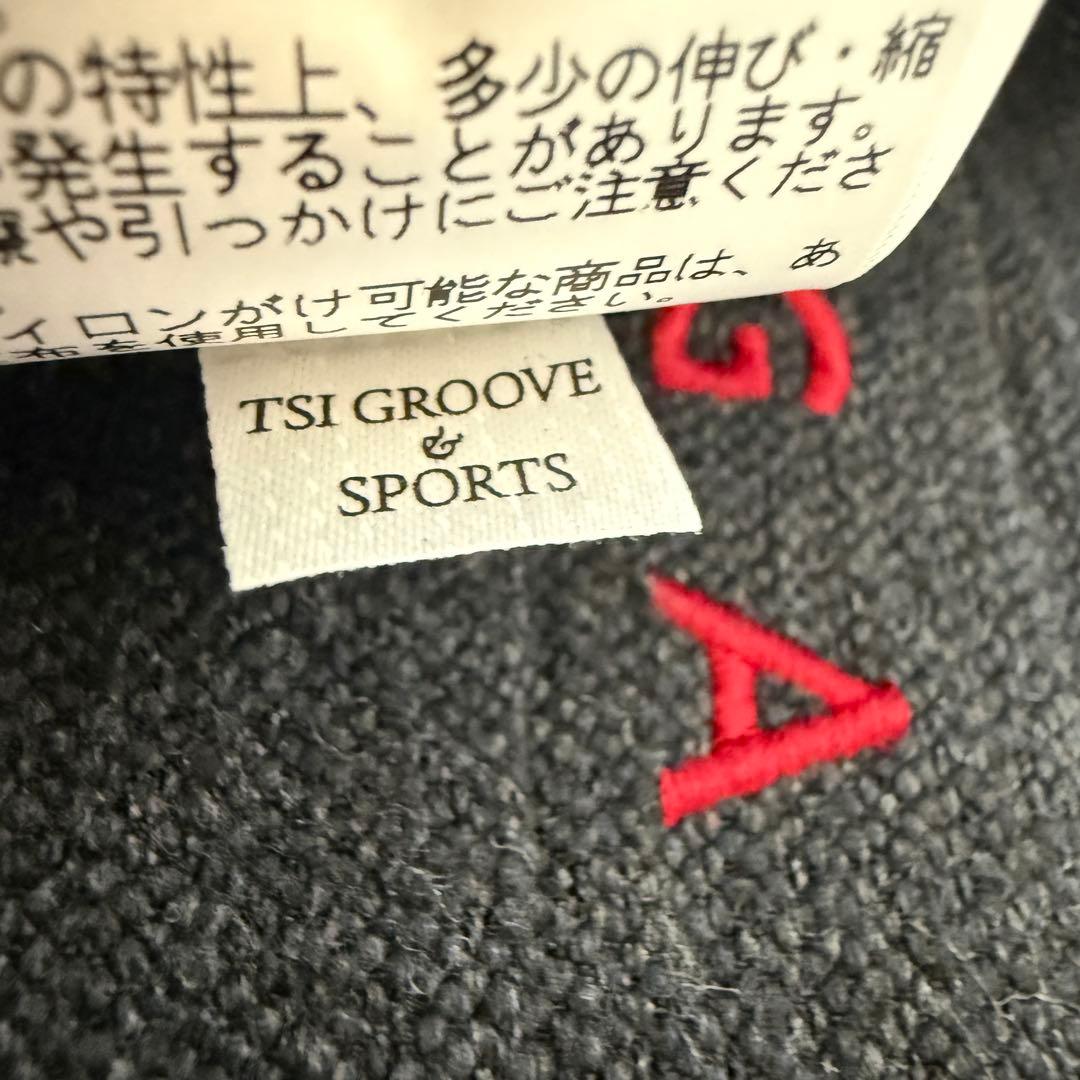 の特性上、多少の伸び・縮
発生することがあります。
や引っかけにご注意くださ
イロンがけ可能な商品は、あ
布を使用してください。
TSI GROOVE
&
SPORTS
G
A